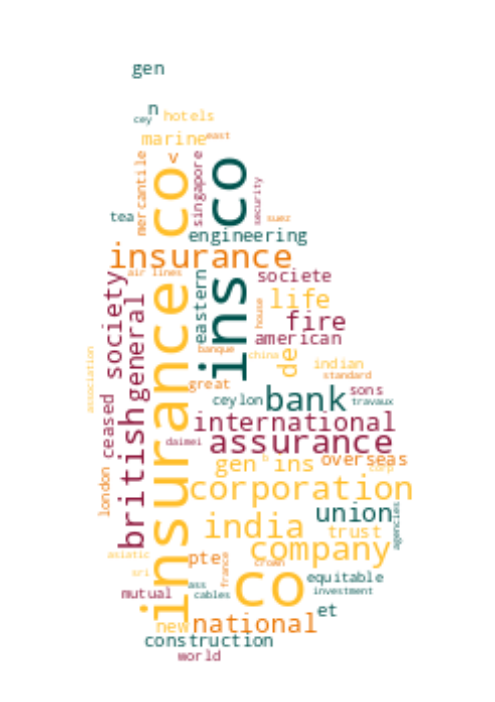 gen
n
cey
hotels
marine
east
v
mercantile
singapore
security
co
insurance co
ins co
tea
suez
engineering
insurance
air lines
societe
society
eastern
life
house
fire
american
general
british
banque
china
de
indian
standard
association
great
sons
ceylon
bank
travaux
ceased
international
daimei
assurance
gen'ins
overseas
corp
london
corporation
union
agencies
india
trust
company
asiatic
pte
france
crown
sri
co
equitable
ass
mutual
cables
investment
et
new
national
construction
world